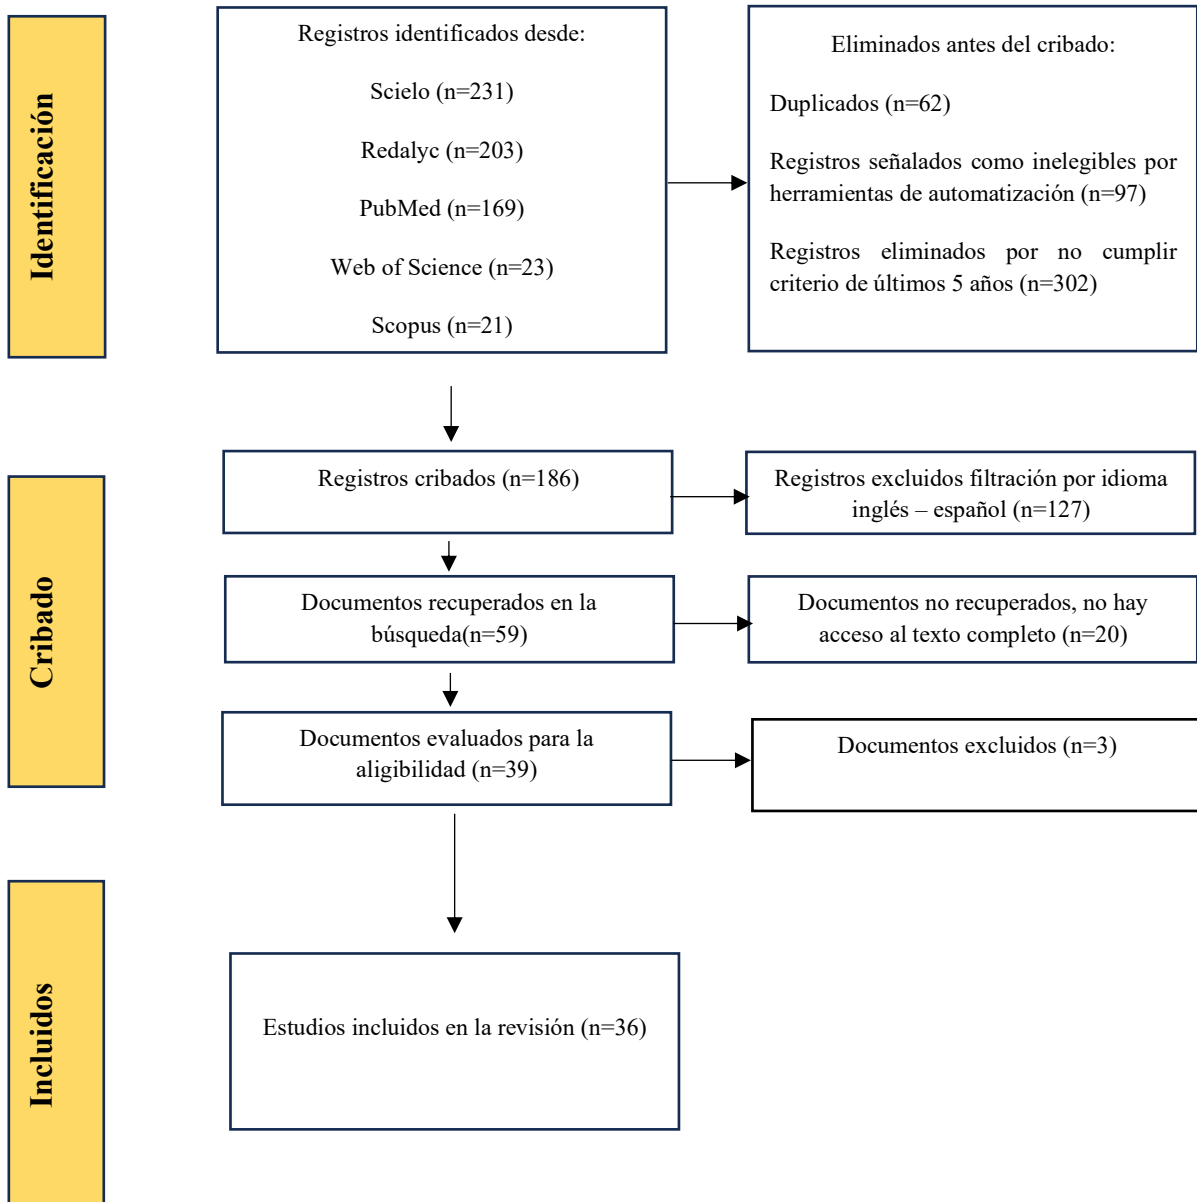 Identificación
Registros identificados desde:
Scielo (n=231)
Redalyc (n=203)
PubMed (n=169)
Web of Science (n=23)
Scopus (n=21)
Eliminados antes del cribado:
Duplicados (n=62)
Registros señalados como inelegibles por
herramientas de automatización (n=97)
Registros eliminados por no cumplir
criterio de últimos 5 años (n=302)
Cribado
Registros cribados (n=186)
Registros excluidos filtración por idioma
inglés – español (n=127)
Documentos recuperados en la
búsqueda(n=59)
Documentos no recuperados, no hay
acceso al texto completo (n=20)
Documentos evaluados para la
aligibilidad (n=39)
Documentos excluidos (n=3)
Incluidos
Estudios incluidos en la revisión (n=36)